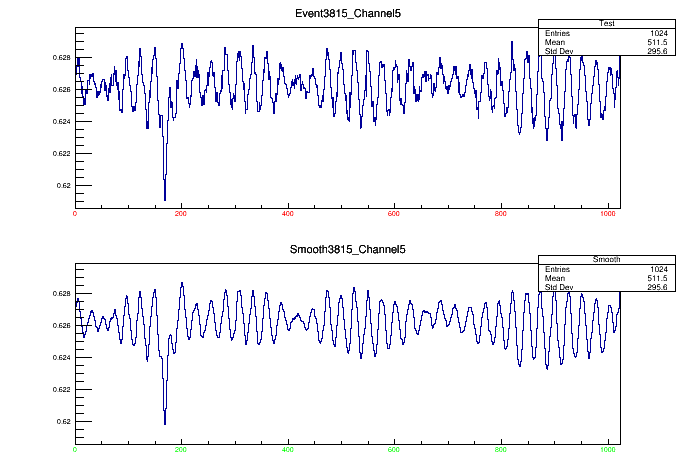 Event3815_Channel5
Test
Entries 1024
Mean 511.5
Std Dev 295.6
0.628
0.626
0.624
0.622
0.62
0 200 400 600 800 1000
Smooth3815_Channel5
Smooth
Entries 1024
Mean 511.5
Std Dev 295.6
0.628
0.626
0.624
0.622
0.62
0 200 400 600 800 1000